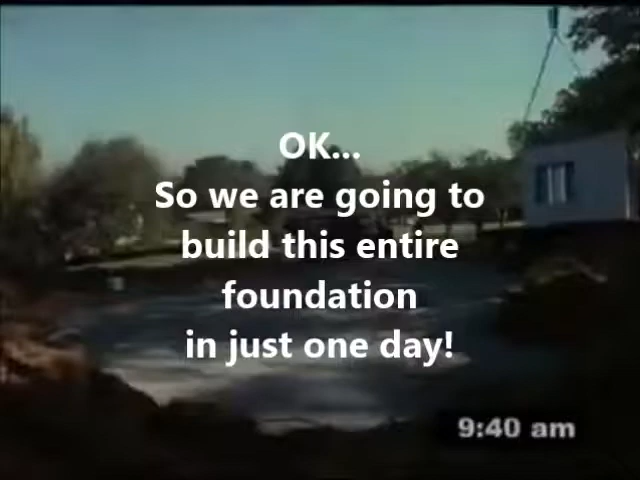 OK...
So we are going to
build this entire
foundation
in just one day!
9:40 am